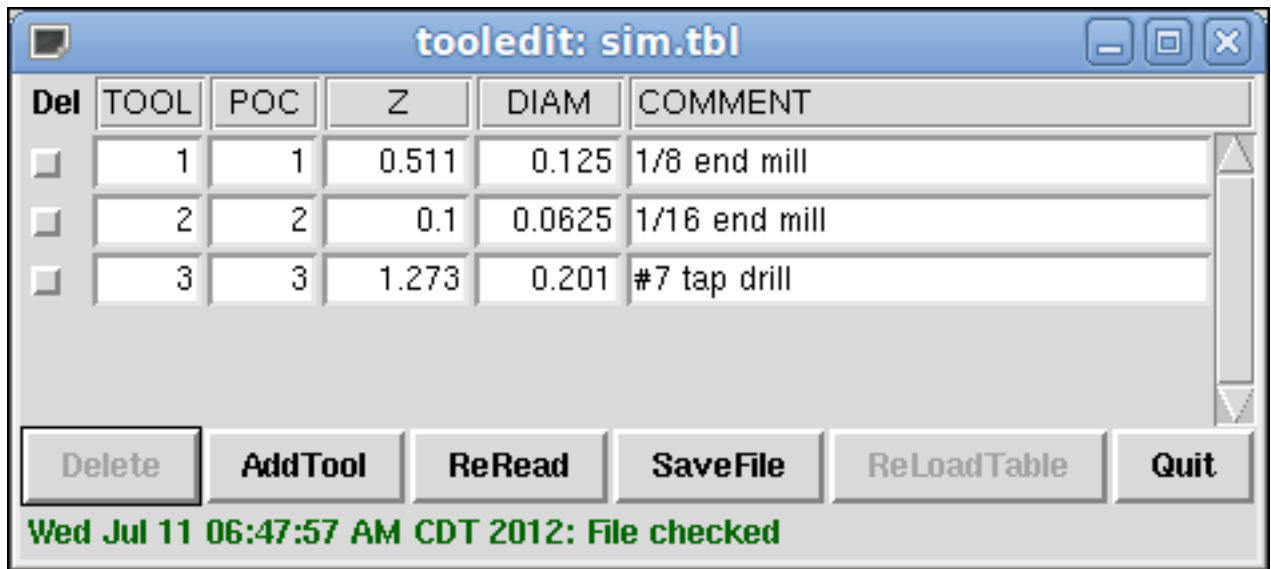 tooledit: sim.tbl
Del TOOL POC Z DIAM COMMENT
1 1 0.511 0.125 1/8 end mill
2 2 0.1 0.0625 1/16 end mill
3 3 1.273 0.201 #7 tap drill
Delete AddTool ReRead SaveFile ReLoadTable Quit
Wed Jul 11 06:47:57 AM CDT 2012: File checked